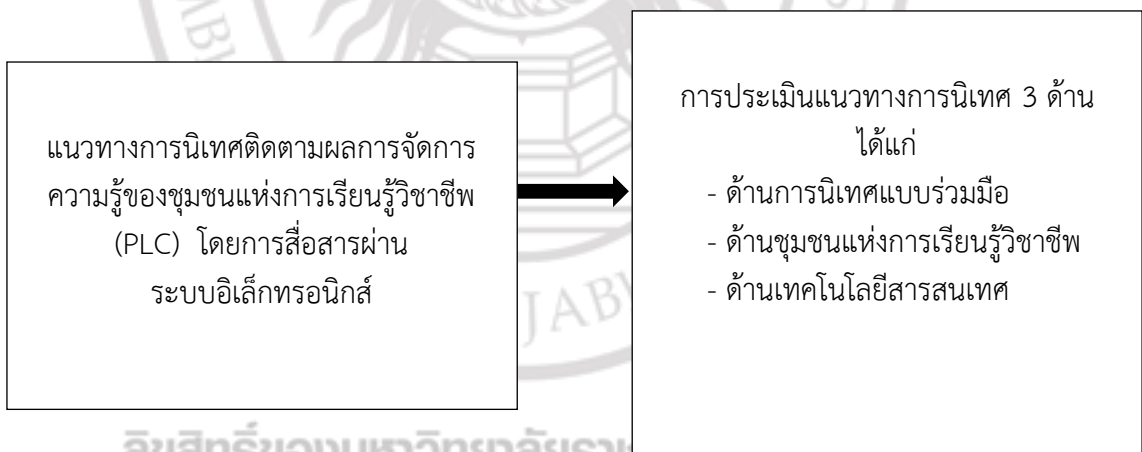 แนวทางการนิเทศติดตามผลการจัดการ
ความรู้ของชุมชนแห่งการเรียนรู้วิชาชีพ
(PLC) โดยการสื่อสารผ่าน
ระบบอิเล็กทรอนิกส์
การประเมินแนวทางการนิเทศ 3 ด้าน
ได้แก่
- ด้านการนิเทศแบบร่วมมือ
- ด้านชุมชนแห่งการเรียนรู้วิชาชีพ
- ด้านเทคโนโลยีสารสนเทศ
JAB